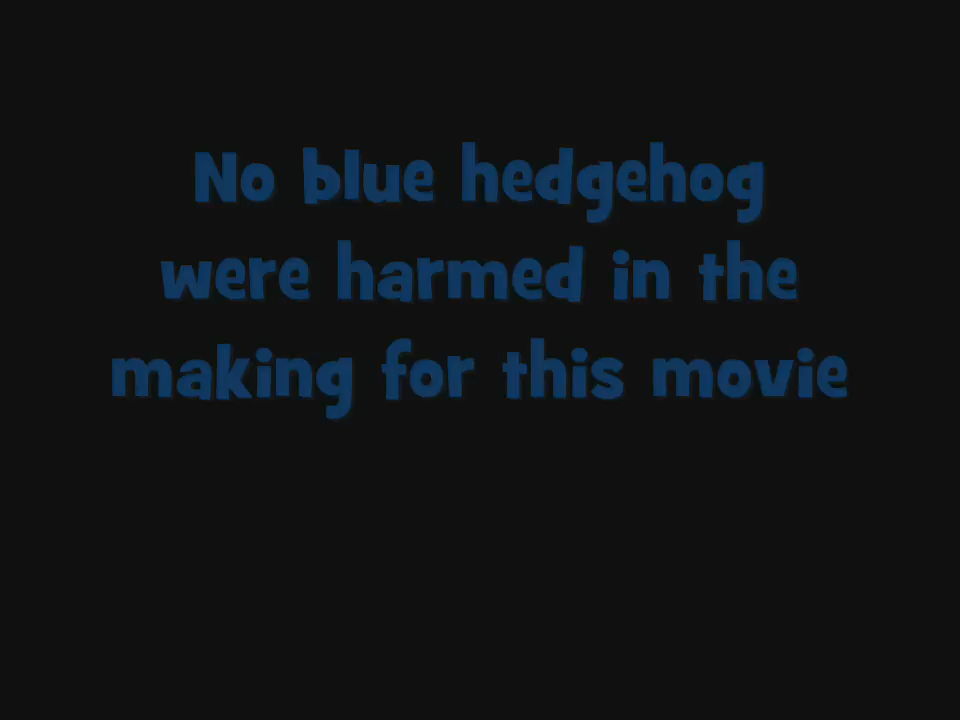 No blue hedgehog
were harmed in the
making for this movie